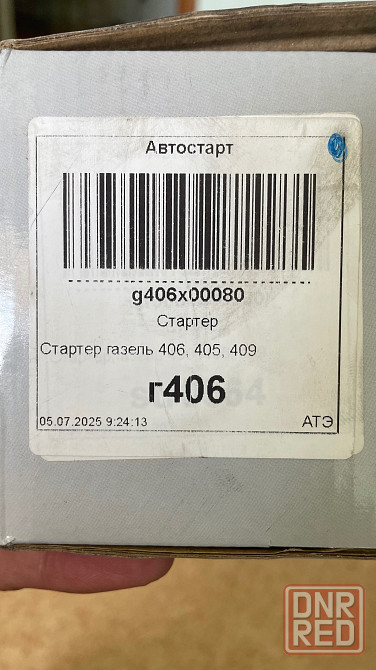 Автостарт
g406x00080
Стартер
Стартер газель 406, 405, 409
г406
05.07.2025 9:24:13 АТЭ
DNR
RED